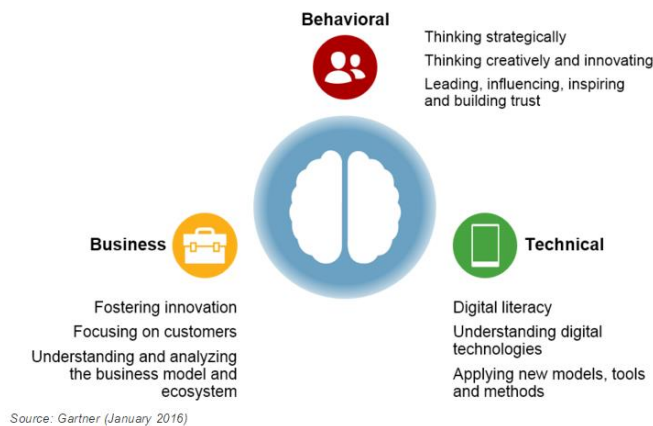 Behavioral
Thinking strategically
Thinking creatively and innovating
Leading, influencing, inspiring
and building trust
Business
Fostering innovation
Focusing on customers
Understanding and analyzing
the business model and
ecosystem
Technical
Digital literacy
Understanding digital
technologies
Applying new models, tools
and methods
Source: Gartner (January 2016)